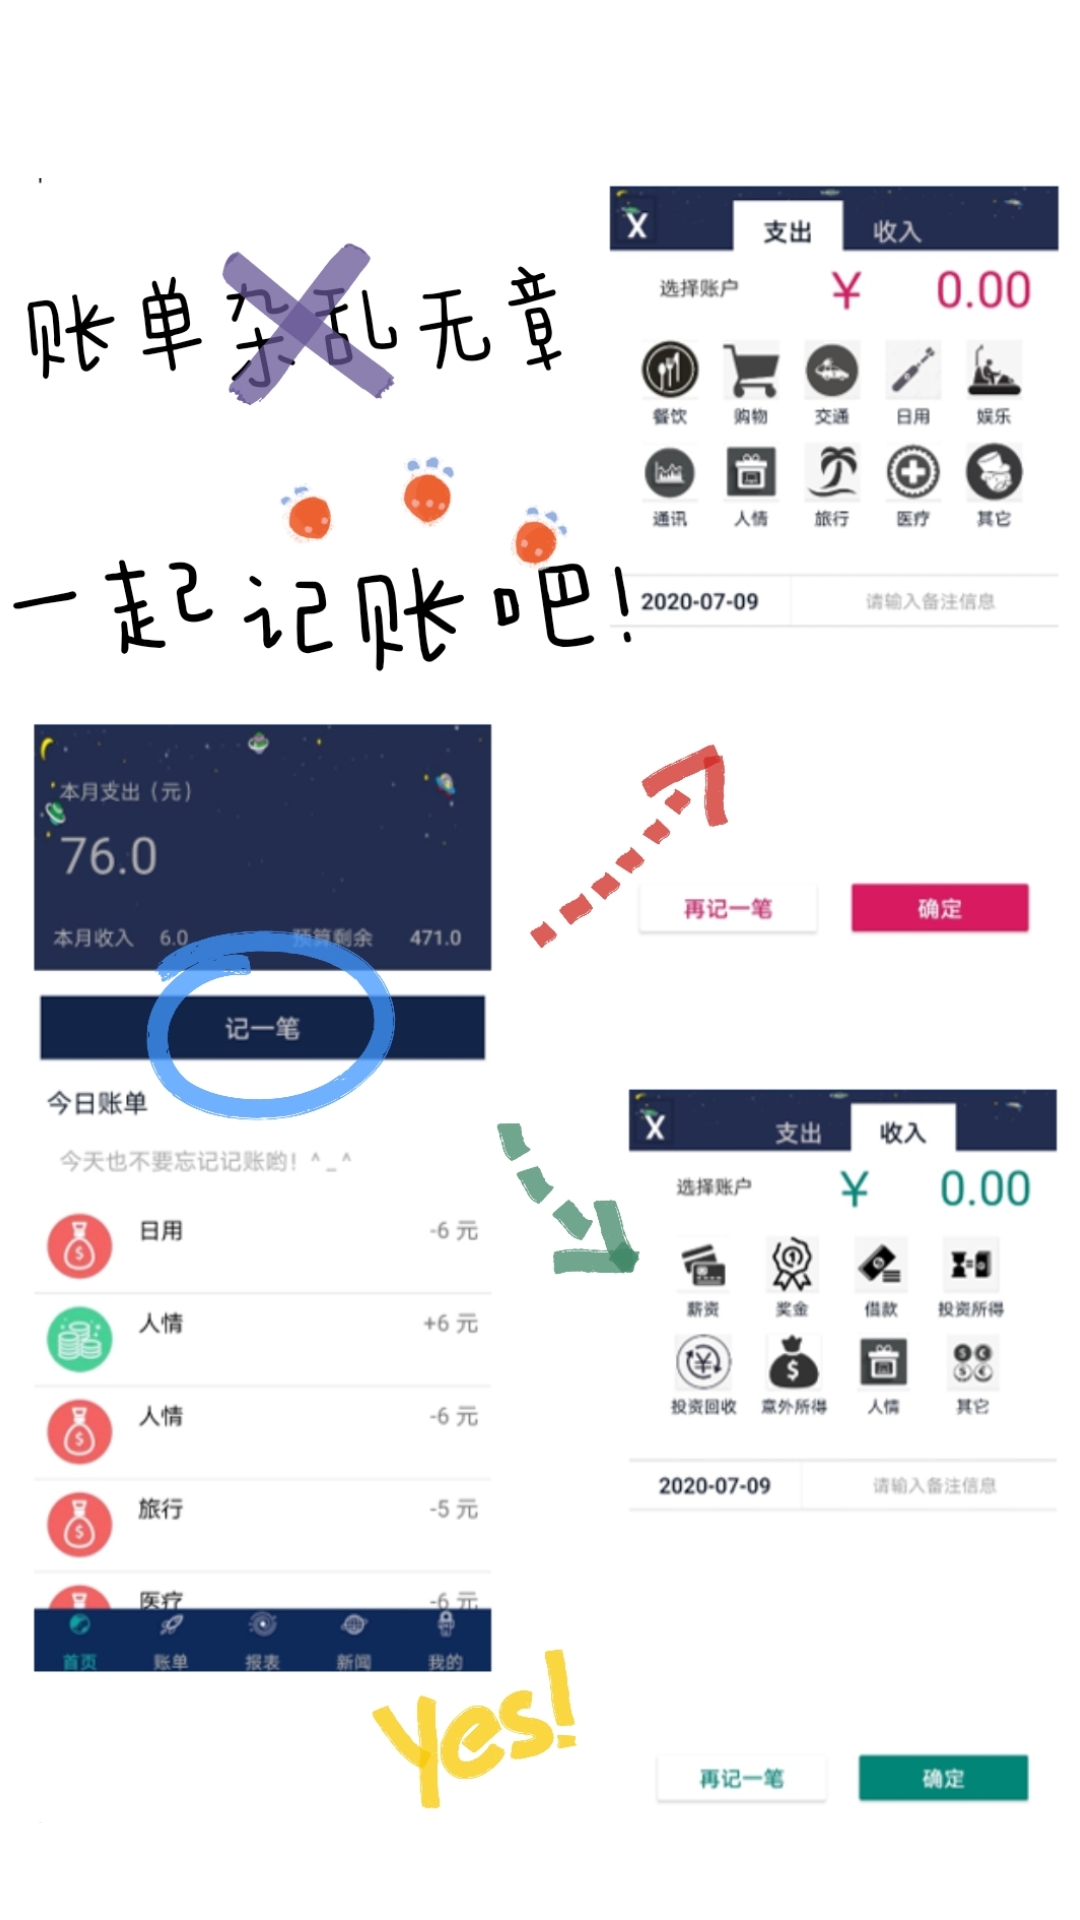 账单杂乱无章
一起记账吧！
X
支出 收入
选择账户 ¥ 0.00
餐饮 购物 交通 日用 娱乐
通讯 人情 旅行 医疗 其它
2020-07-09 请输入备注信息
再记一笔 确定
本月支出（元）
76.0
本月收入 6.0 预算剩余 471.0
记一笔
今日账单
今天也不要忘记记账哟！^_^
日用 -6 元
人情 +6 元
人情 -6 元
旅行 -5 元
医疗 -6 元
首页 账单 报表 新闻 我的
X
支出 收入
选择账户 ¥ 0.00
薪资 奖金 借款 投资所得
投资回收 意外所得 人情 其它
2020-07-09 请输入备注信息
再记一笔 确定
Yes!